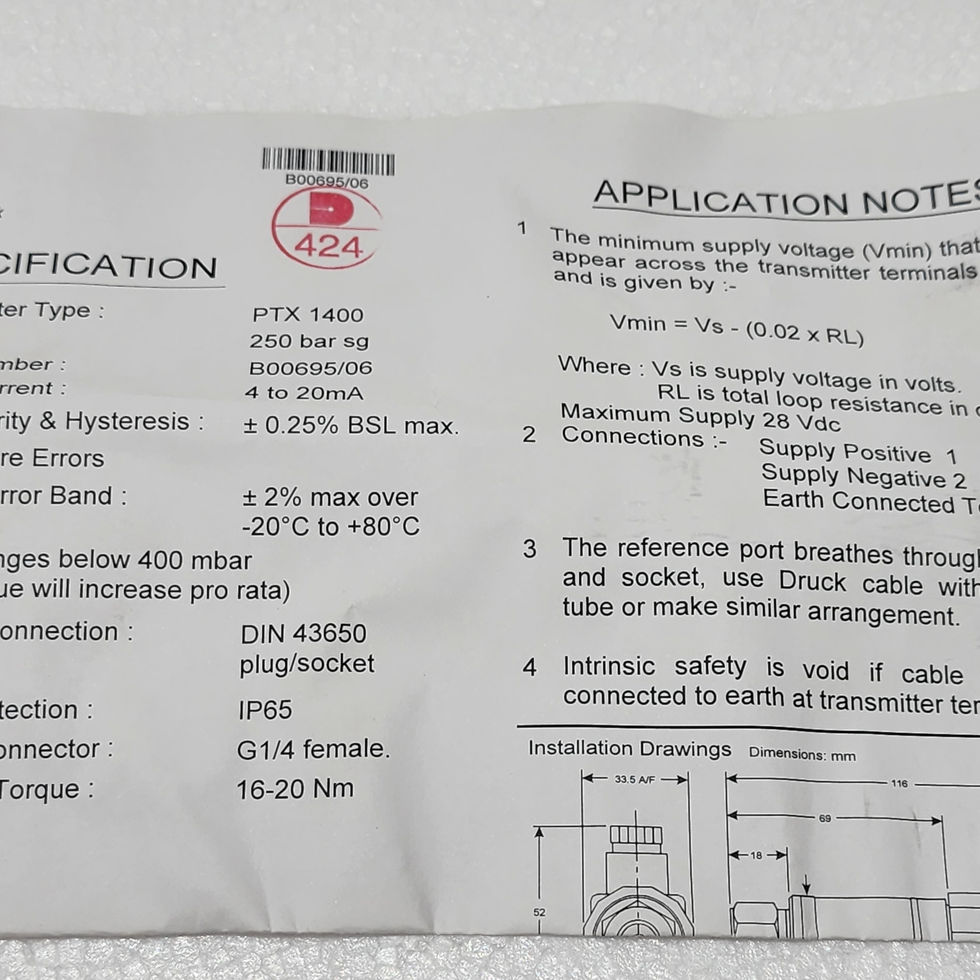 B00695/06
424
CIFICATION
ter Type :
PTX 1400
250 bar sg
mber :
B00695/06
rrent :
4 to 20mA
rity & Hysteresis :
± 0.25% BSL max.
re Errors
rror Band :
± 2% max over
-20°C to +80°C
nges below 400 mbar
ue will increase pro rata)
onnection :
DIN 43650
plug/socket
tection :
IP65
onnector :
G1/4 female.
Torque :
16-20 Nm
APPLICATION NOTES
1 The minimum supply voltage (Vmin) that
appear across the transmitter terminals
and is given by :-
Vmin = Vs - (0.02 x RL)
Where : Vs is supply voltage in volts.
RL is total loop resistance in
Maximum Supply 28 Vdc
2 Connections :- Supply Positive 1
Supply Negative 2
Earth Connected
3 The reference port breathes through
and socket, use Druck cable with
tube or make similar arrangement.
4 Intrinsic safety is void if cable
connected to earth at transmitter ter
Installation Drawings Dimensions: mm
33.5 A/F
116
69
18
52